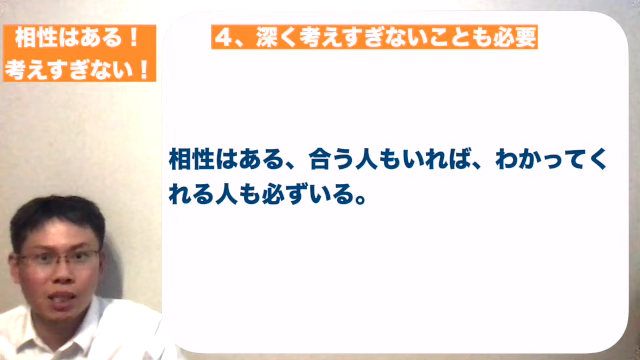 相性はある！
考えすぎない！
４、深く考えすぎないことも必要
相性はある、合う人もいれば、わかってく
れる人も必ずいる。